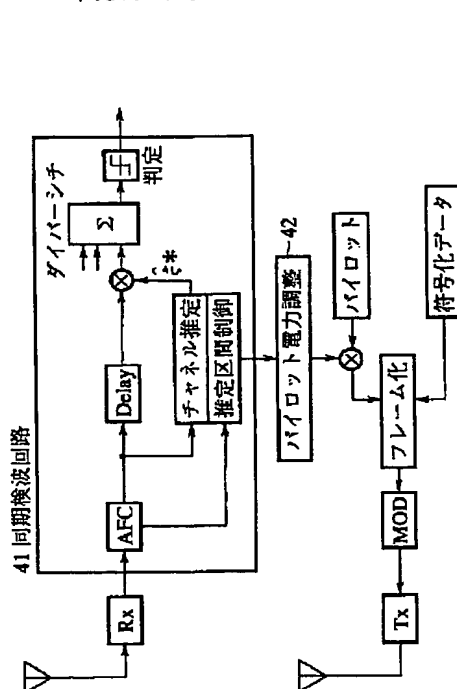 41 同期検波回路
ダイバーシチ
Rx
AFC
Delay
Σ
判定
ĉ*
チャネル推定
推定区間制御
パイロット電力調整
42
パイロット
Tx
MOD
フレーム化
符号化データ